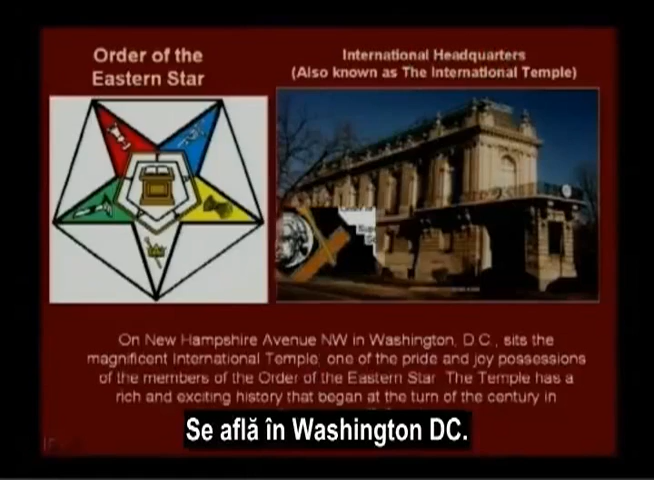 Order of the
Eastern Star
International Headquarters
(Also known as The International Temple)
On New Hampshire Avenue NW in Washington, D.C., sits the
magnificent International Temple, one of the pride and joy possessions
of the members of the Order of the Eastern Star. The Temple has a
rich and exciting history that began at the turn of the century in
Se află în Washington DC.